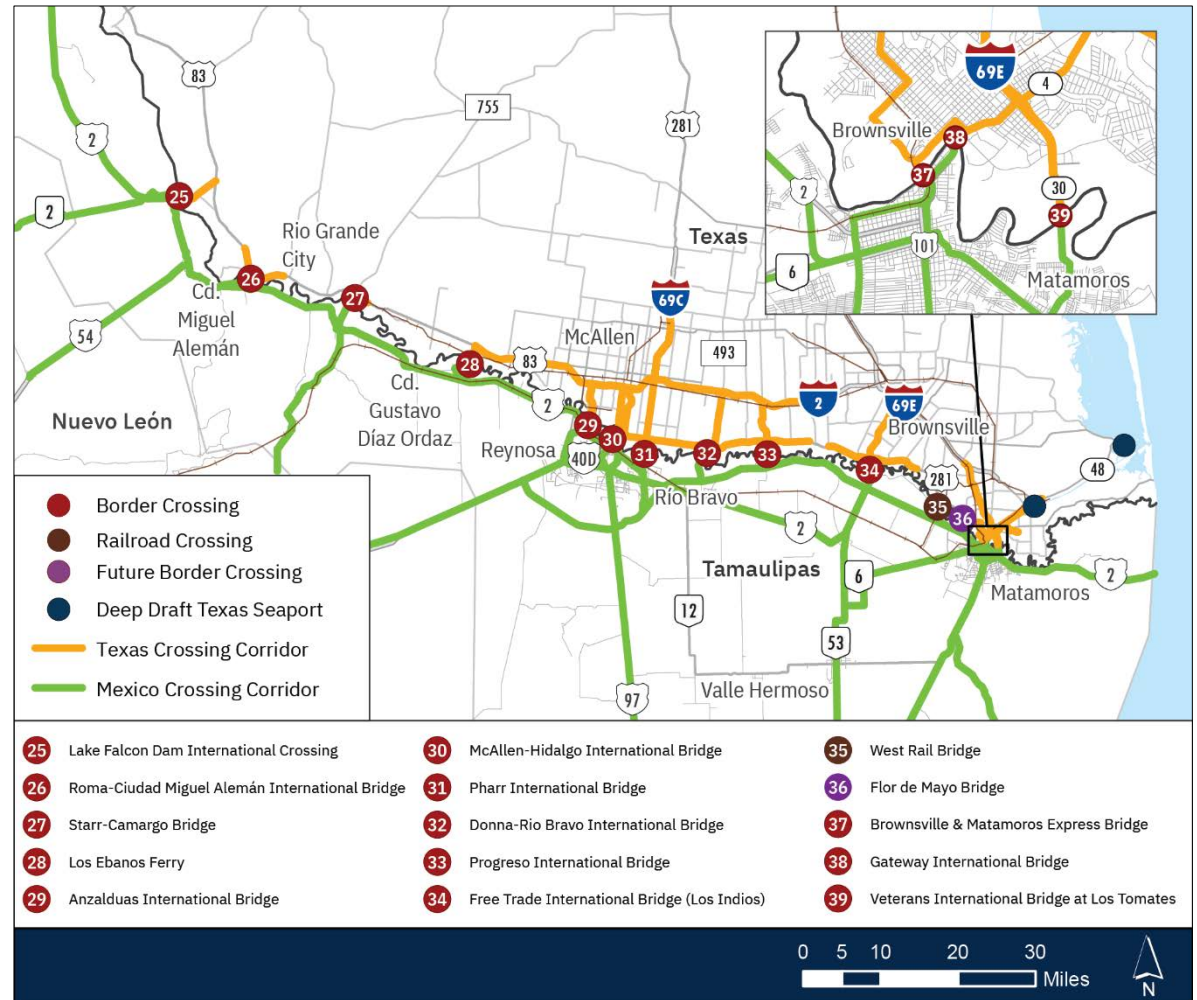 83
755
281
2
69E
4
Brownsville
38
37
30
39
2
101
6
Matamoros
25
2
Rio Grande
City
Texas
26
27
69C
Cd.
Miguel
Alemán
54
McAllen
493
28
83
Cd.
Gustavo
Díaz Ordaz
2
2
69E
Brownsville
Nuevo León
29
30
Reynosa
40D
31
32
33
34
281
48
35
36
Río Bravo
2
Tamaulipas
6
2
Matamoros
12
53
97
Valle Hermoso
Border Crossing
Railroad Crossing
Future Border Crossing
Deep Draft Texas Seaport
Texas Crossing Corridor
Mexico Crossing Corridor
25 Lake Falcon Dam International Crossing
26 Roma-Ciudad Miguel Alemán International Bridge
27 Starr-Camargo Bridge
28 Los Ebanos Ferry
29 Anzalduas International Bridge
30 McAllen-Hidalgo International Bridge
31 Pharr International Bridge
32 Donna-Rio Bravo International Bridge
33 Progreso International Bridge
34 Free Trade International Bridge (Los Indios)
35 West Rail Bridge
36 Flor de Mayo Bridge
37 Brownsville & Matamoros Express Bridge
38 Gateway International Bridge
39 Veterans International Bridge at Los Tomates
0 5 10 20 30
Miles
N